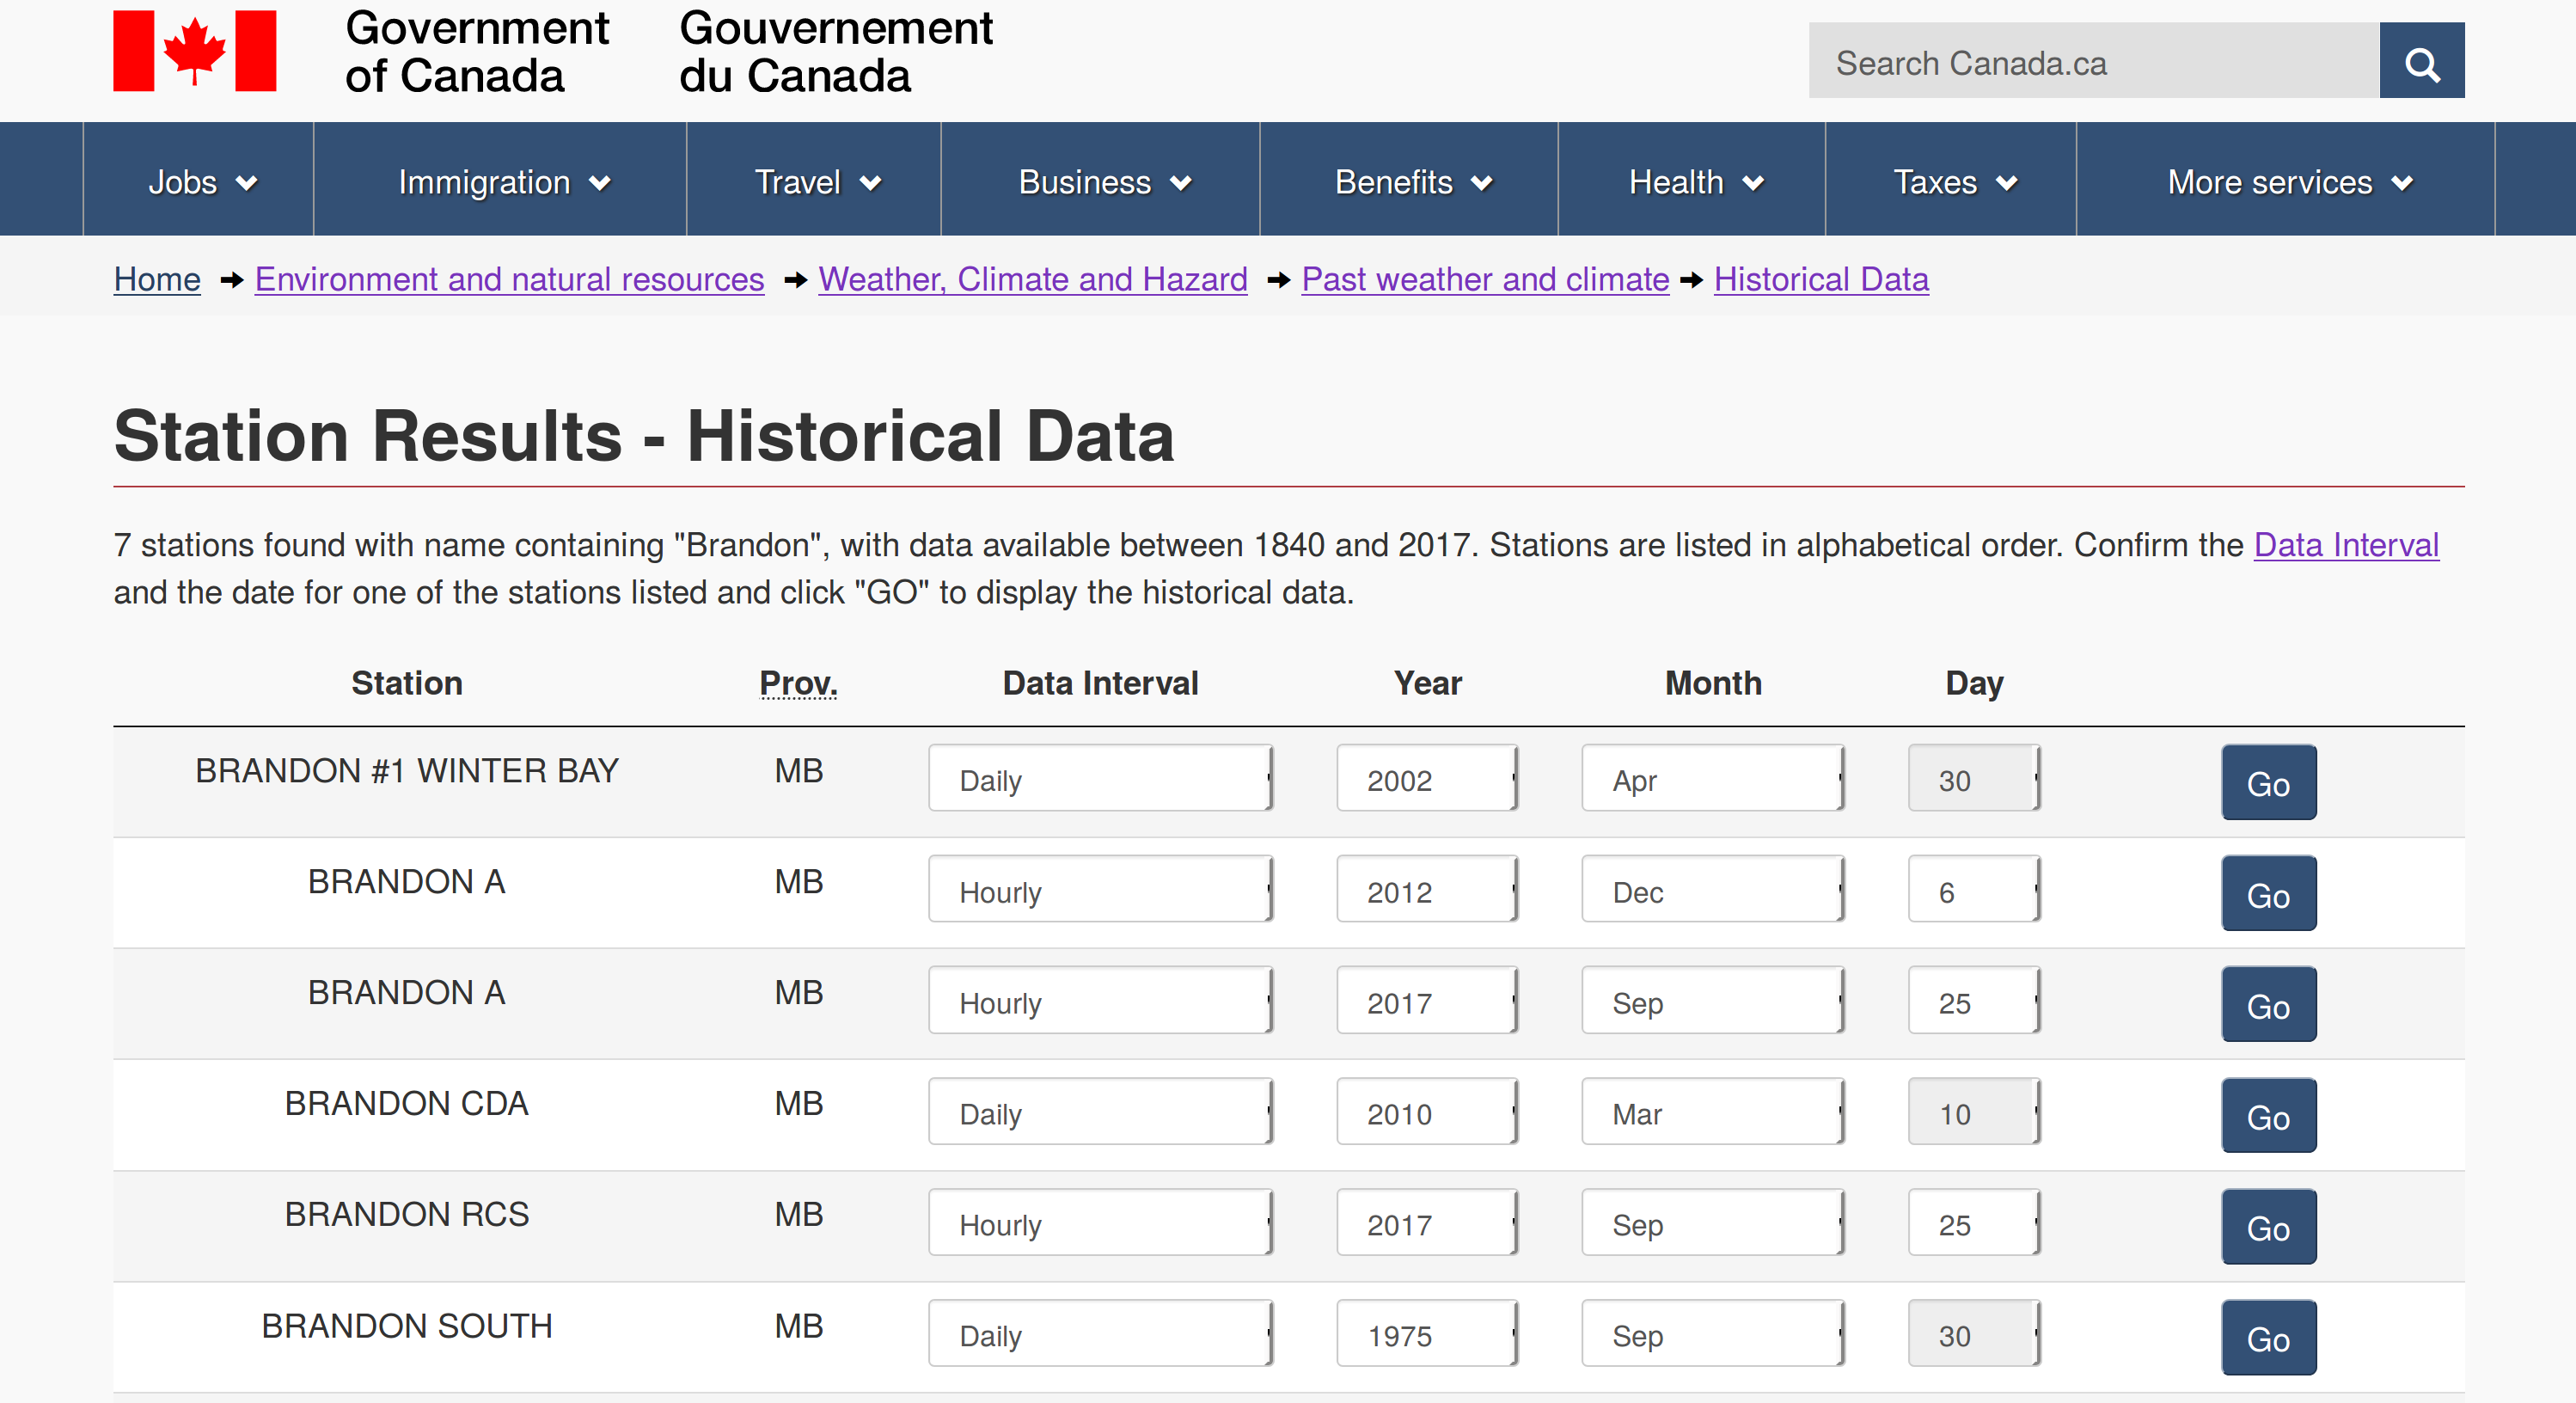 Government of Canada
Gouvernement du Canada
Search Canada.ca
Jobs Immigration Travel Business Benefits Health Taxes More services
Home Environment and natural resources Weather, Climate and Hazard Past weather and climate Historical Data
Station Results - Historical Data
7 stations found with name containing "Brandon", with data available between 1840 and 2017. Stations are listed in alphabetical order. Confirm the Data Interval
and the date for one of the stations listed and click "GO" to display the historical data.
Station Prov. Data Interval Year Month Day
BRANDON #1 WINTER BAY MB Daily 2002 Apr 30 Go
BRANDON A MB Hourly 2012 Dec 6 Go
BRANDON A MB Hourly 2017 Sep 25 Go
BRANDON CDA MB Daily 2010 Mar 10 Go
BRANDON RCS MB Hourly 2017 Sep 25 Go
BRANDON SOUTH MB Daily 1975 Sep 30 Go